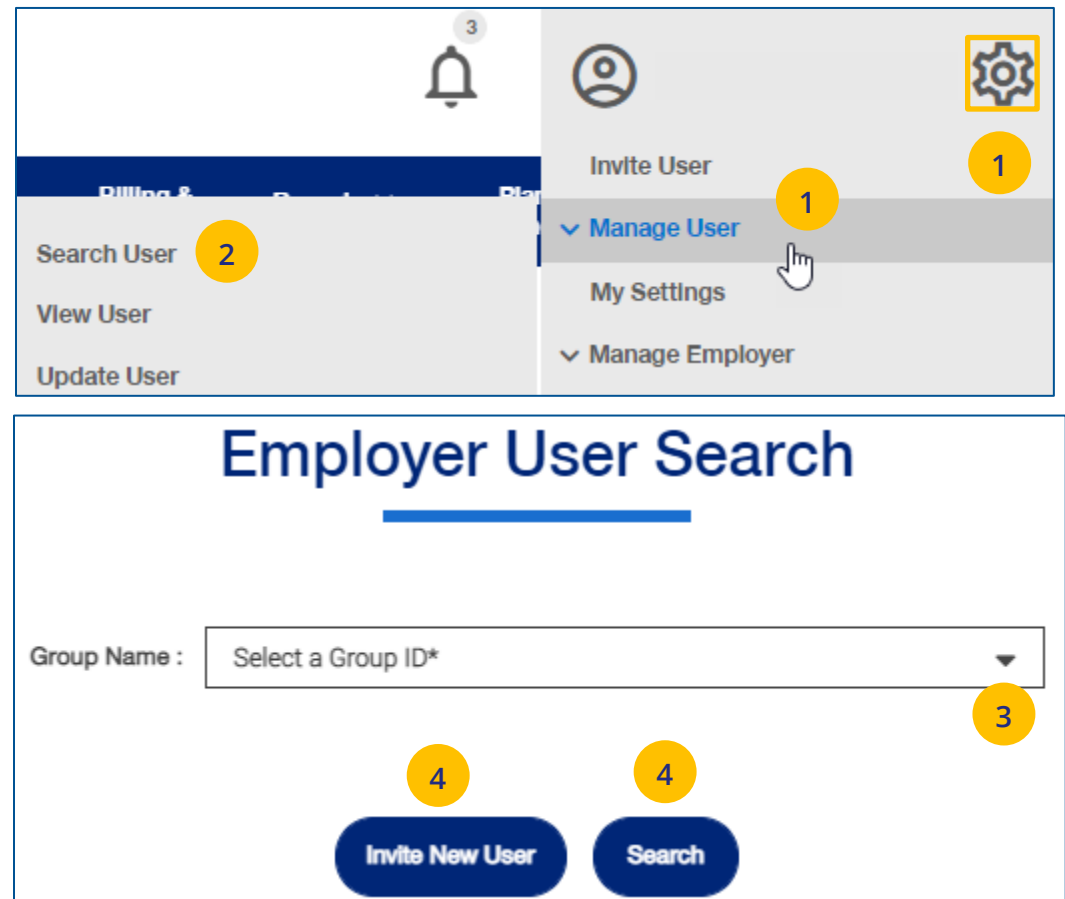 3
Invite User
1
1
Billing &
Manage User
Search User
2
View User
My Settings
Manage Employer
Update User
Employer User Search
Group Name :
Select a Group ID*
3
4
4
Invite New User
Search